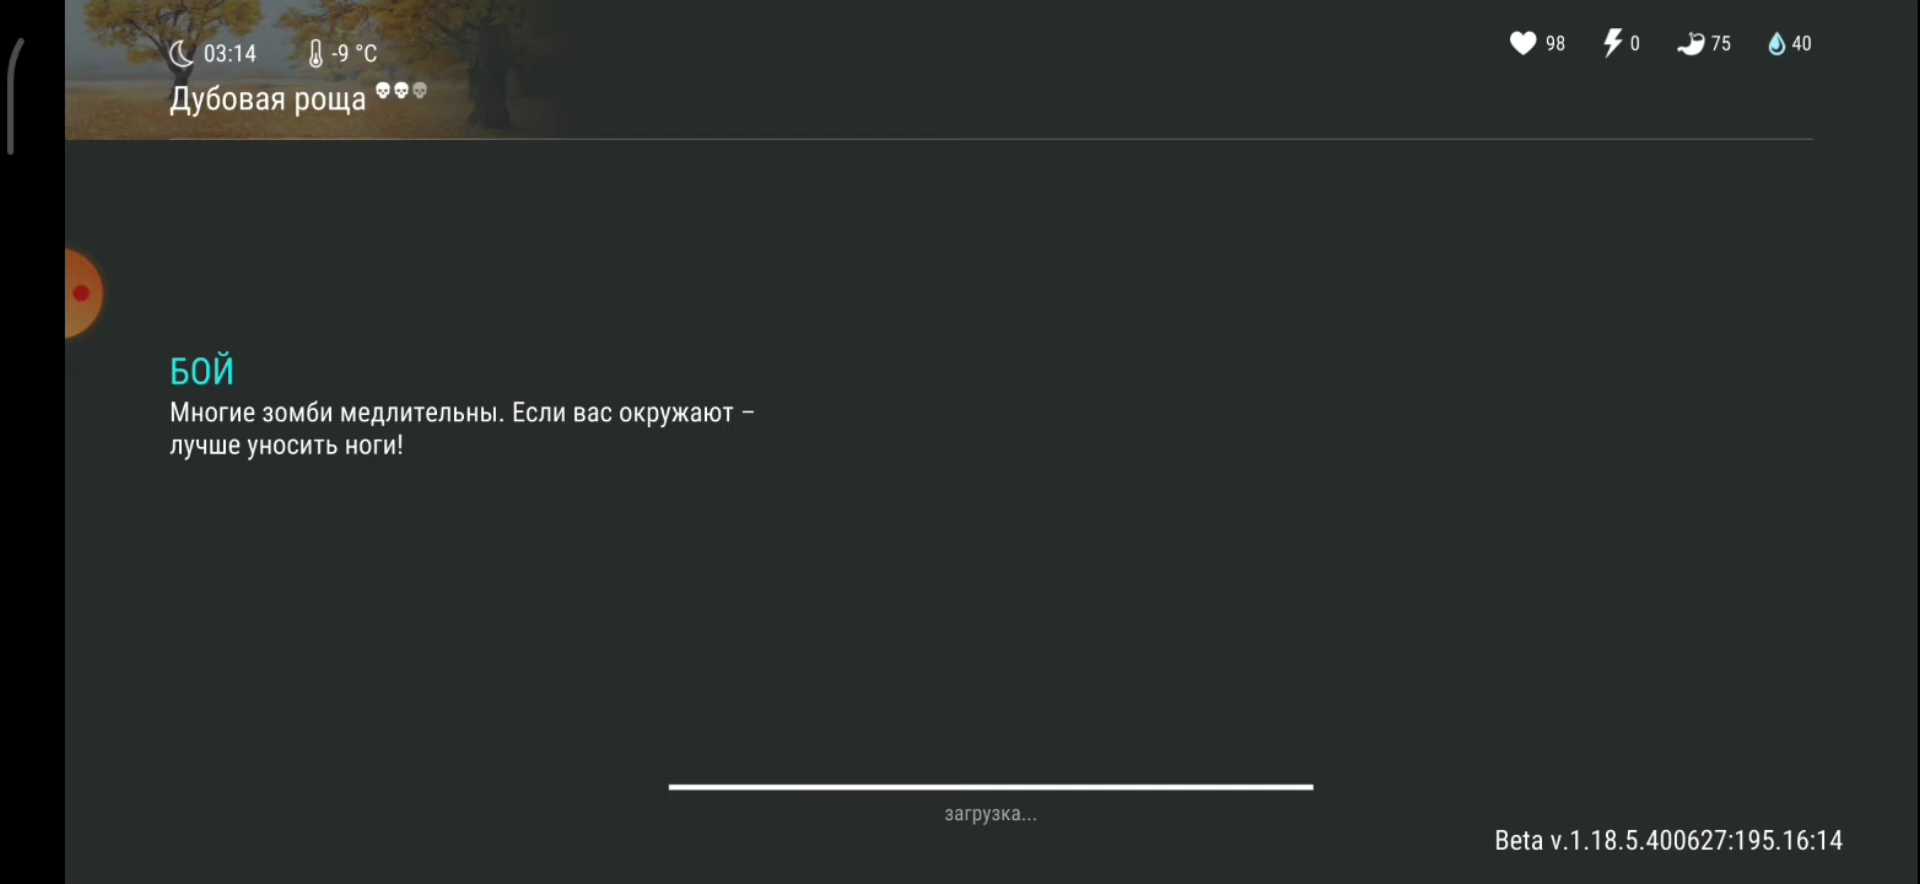 03:14 -9 °C
98 0 75 40
Дубовая роща
БОЙ
Многие зомби медлительны. Если вас окружают –
лучше уносить ноги!
загрузка...
Beta v.1.18.5.400627:195.16:14